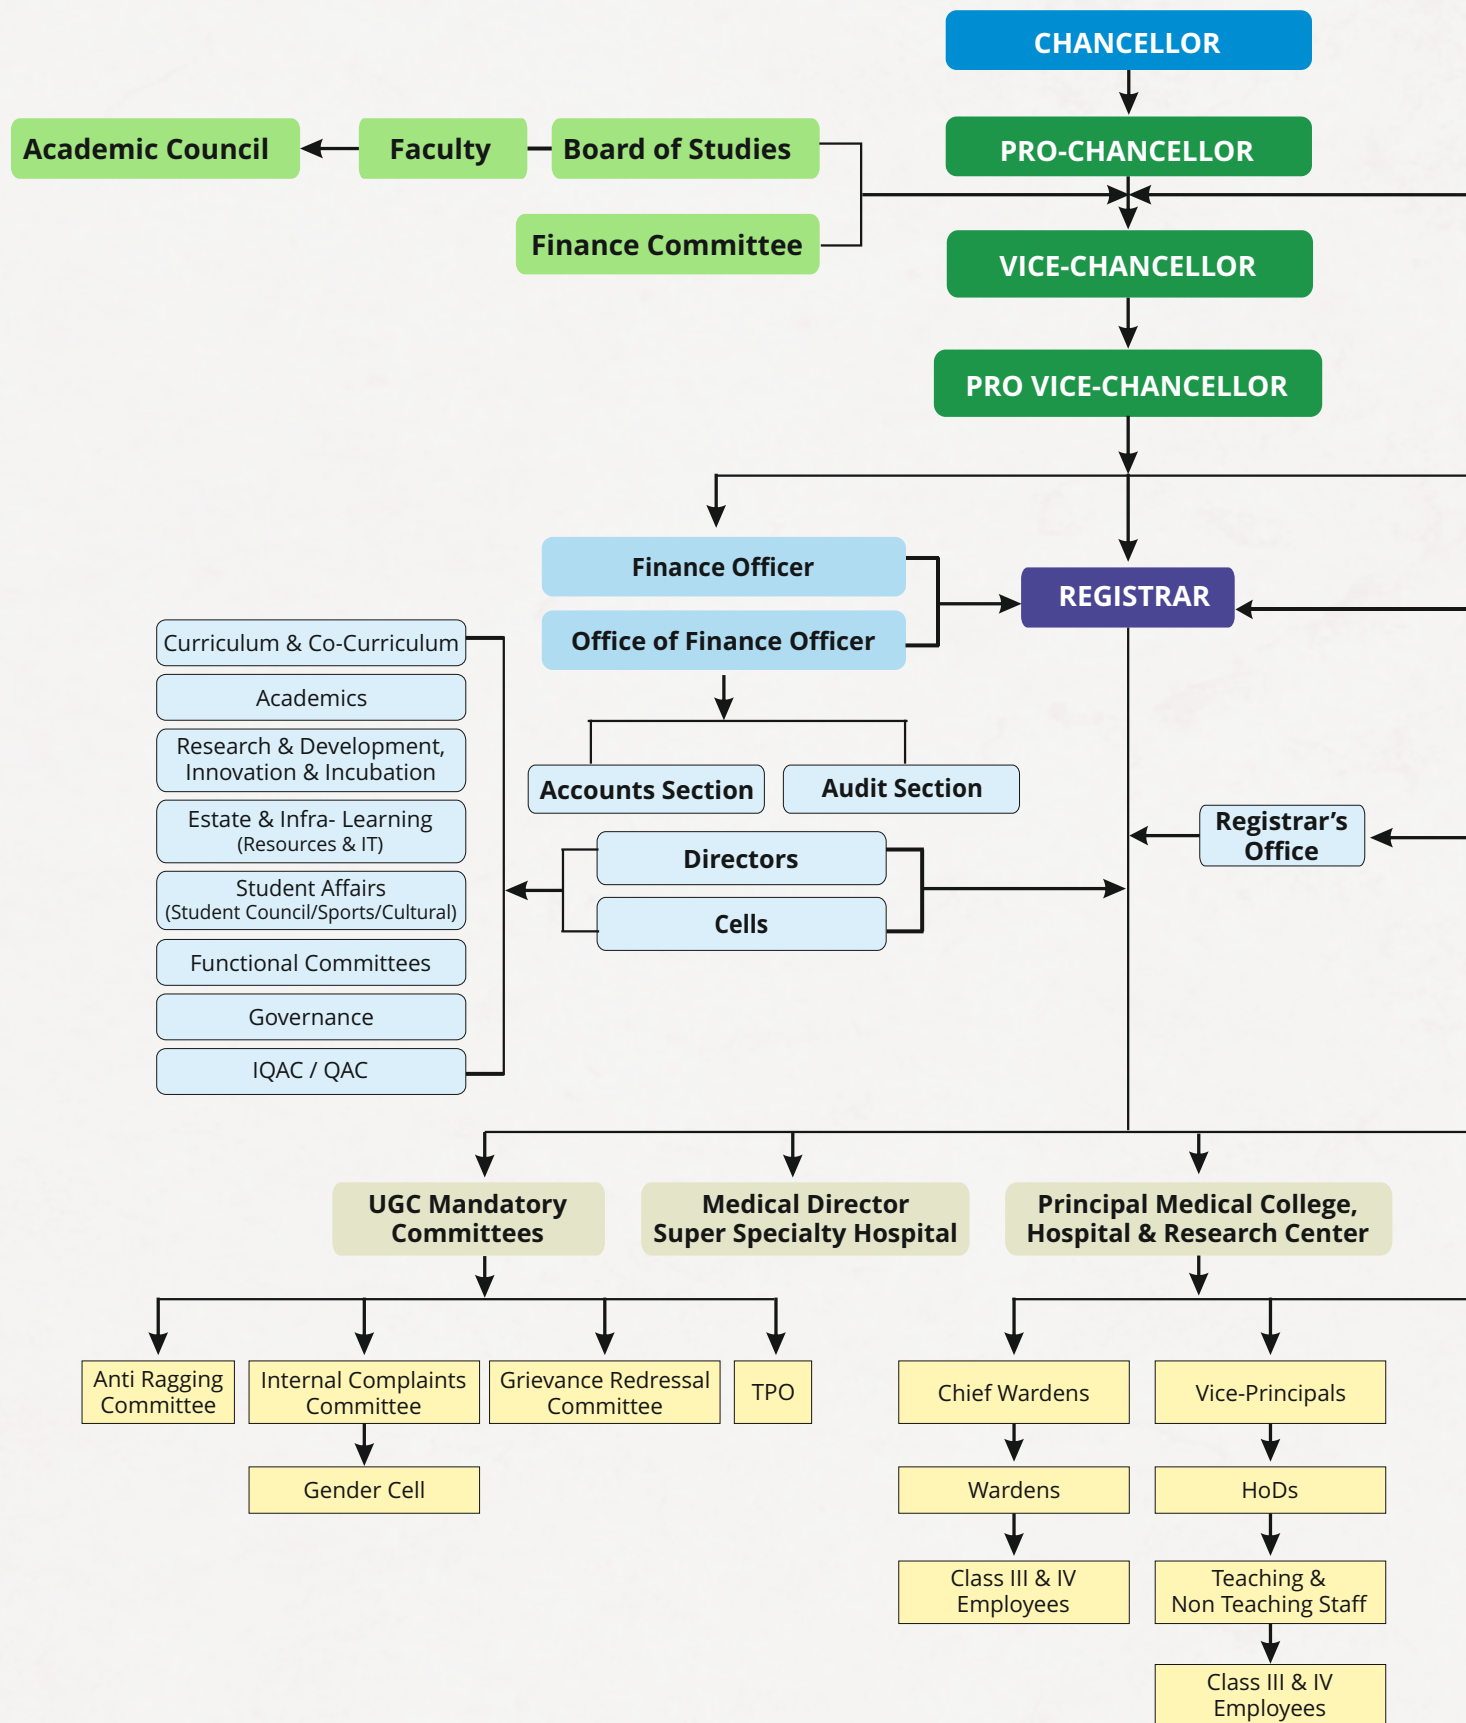 CHANCELLOR
PRO-CHANCELLOR
Academic Council
Faculty
Board of Studies
Finance Committee
VICE-CHANCELLOR
PRO VICE-CHANCELLOR
Finance Officer
Office of Finance Officer
REGISTRAR
Accounts Section
Audit Section
Registrar’s
Office
Directors
Cells
Curriculum & Co-Curriculum
Academics
Research & Development,
Innovation & Incubation
Estate & Infra- Learning
(Resources & IT)
Student Affairs
(Student Council/Sports/Cultural)
Functional Committees
Governance
IQAC / QAC
UGC Mandatory
Committees
Medical Director
Super Specialty Hospital
Principal Medical College,
Hospital & Research Center
Anti Ragging
Committee
Internal Complaints
Committee
Grievance Redressal
Committee
TPO
Gender Cell
Chief Wardens
Wardens
Class III & IV
Employees
Vice-Principals
HoDs
Teaching &
Non Teaching Staff
Class III & IV
Employees